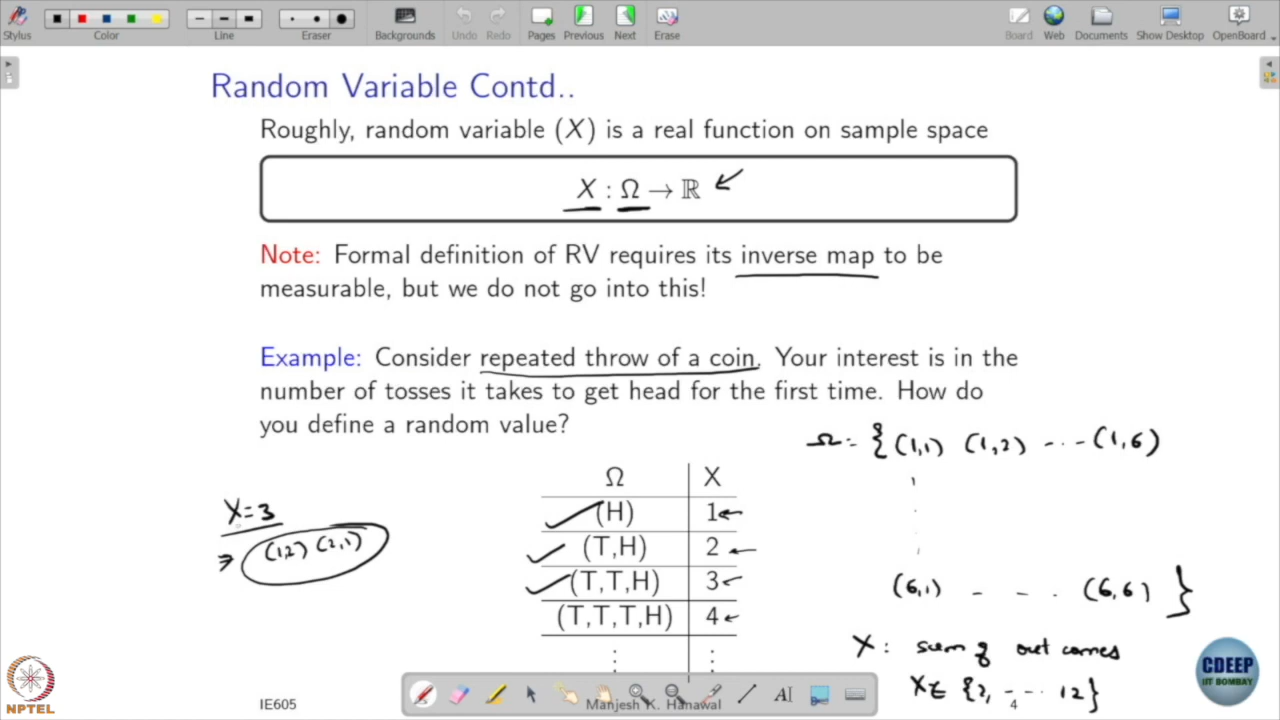 Stylus Color Line Eraser Backgrounds Undo Redo Pages Previous Next Erase Board Web Documents Show Desktop OpenBoard
Random Variable Contd..
Roughly, random variable (X) is a real function on sample space
X : Ω → ℝ
Note: Formal definition of RV requires its inverse map to be
measurable, but we do not go into this!
Example: Consider repeated throw of a coin. Your interest is in the
number of tosses it takes to get head for the first time. How do
you define a random value?
Ω X
(H) 1
(T,H) 2
(T,T,H) 3
(T,T,T,H) 4
⋮ ⋮
X=3
⇒ (1,2) (2,1)
Ω = { (1,1) (1,2) --- (1,6)
(6,1) - - . (6,6) }
X : sum of out comes
X ∈ {2, --- 12}
NPTEL
IE605
Manjesh K. Hanawal
4
CDEEP
IIT BOMBAY